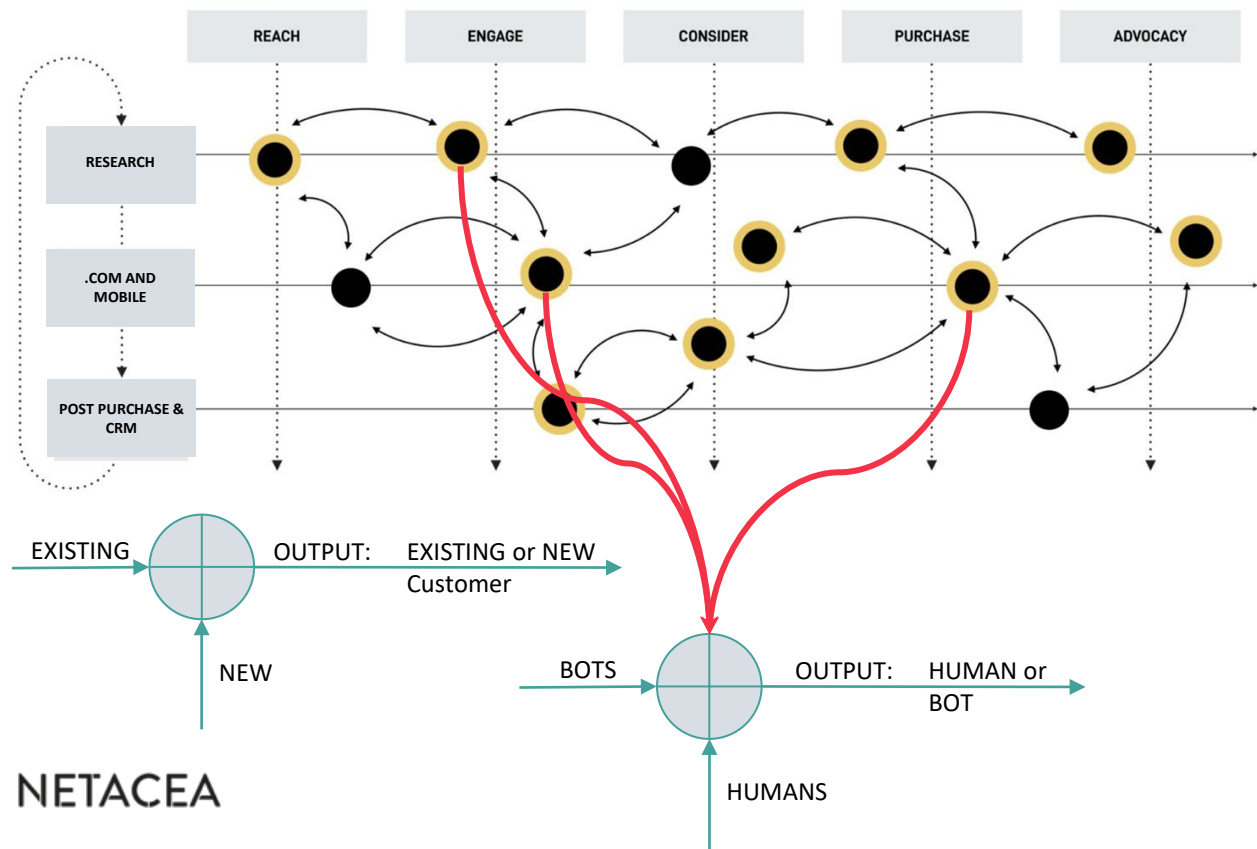 REACH
ENGAGE
CONSIDER
PURCHASE
ADVOCACY
RESEARCH
.COM AND
MOBILE
POST PURCHASE &
CRM
EXISTING
OUTPUT: EXISTING or NEW
Customer
NEW
BOTS
OUTPUT: HUMAN or
BOT
HUMANS
NETACEA